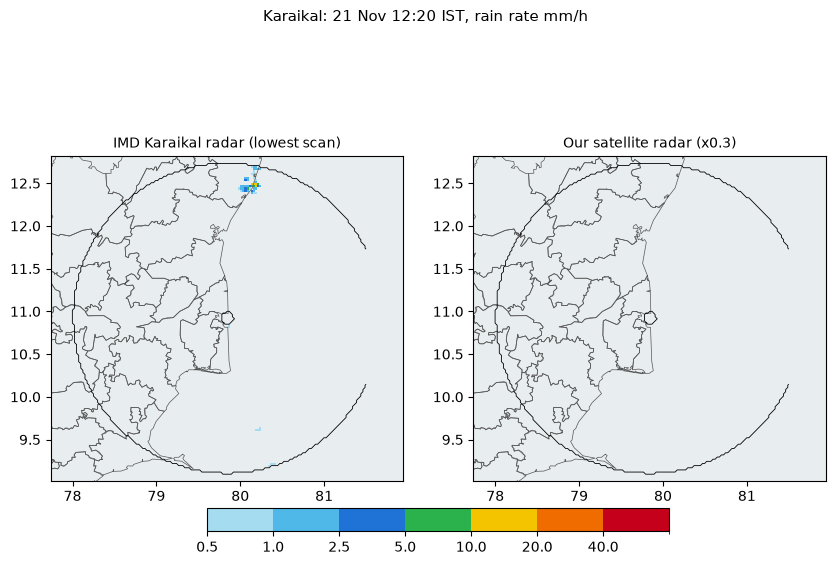 Karaikal: 21 Nov 12:20 IST, rain rate mm/h
IMD Karaikal radar (lowest scan)
12.5
12.0
11.5
11.0
10.5
10.0
9.5
78 79 80 81
Our satellite radar (x0.3)
12.5
12.0
11.5
11.0
10.5
10.0
9.5
78 79 80 81
0.5 1.0 2.5 5.0 10.0 20.0 40.0